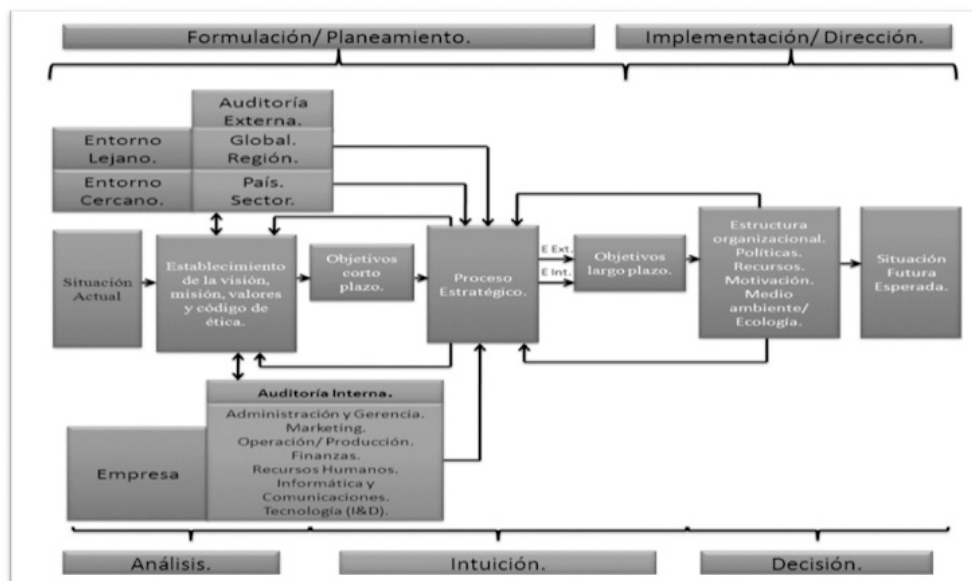 Formulación/ Planeamiento.
Implementación/ Dirección.
Auditoría
Externa.
Entorno
Lejano.
Global.
Región.
Entorno
Cercano.
País.
Sector.
Situación
Actual
Establecimiento
de la visión,
misión, valores
y código de
ética.
Objetivos
corto
plazo.
Proceso
Estratégico.
E Ext.
E Int.
Objetivos
largo plazo.
Estructura
organizacional.
Políticas.
Recursos.
Motivación.
Medio
ambiente/
Ecología.
Situación
Futura
Esperada.
Empresa
Auditoría Interna.
Administración y Gerencia.
Marketing.
Operación/ Producción.
Finanzas.
Recursos Humanos.
Informática y
Comunicaciones.
Tecnología (I&D).
Análisis.
Intuición.
Decisión.